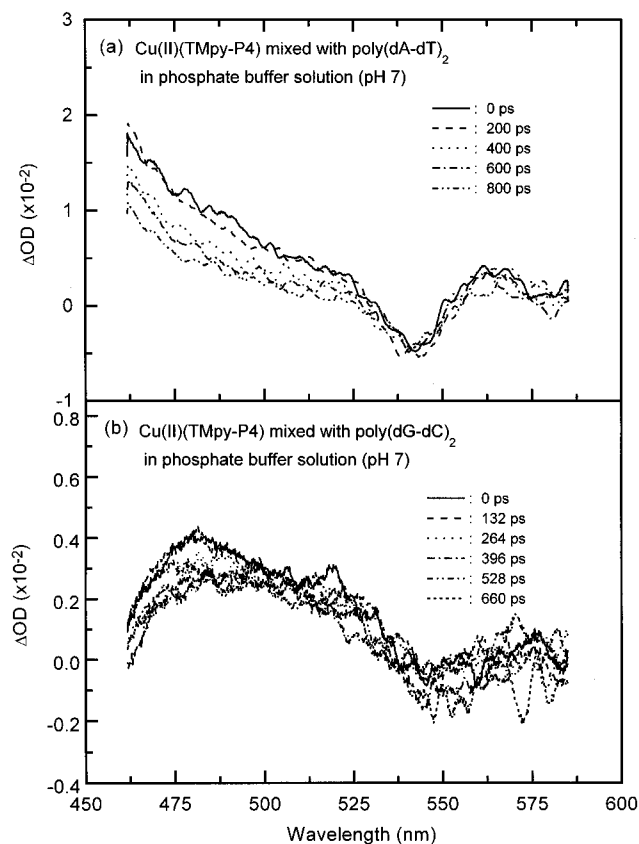 (a) Cu(II)(TMpy-P4) mixed with poly(dA-dT)2
in phosphate buffer solution (pH 7)
: 0 ps
: 200 ps
: 400 ps
: 600 ps
: 800 ps
3
2
1
0
-1
ΔOD (x10-2)
(b) Cu(II)(TMpy-P4) mixed with poly(dG-dC)2
in phosphate buffer solution (pH 7)
: 0 ps
: 132 ps
: 264 ps
: 396 ps
: 528 ps
: 660 ps
0.8
0.6
0.4
0.2
0.0
-0.2
-0.4
ΔOD (x10-2)
450 475 500 525 550 575 600
Wavelength (nm)